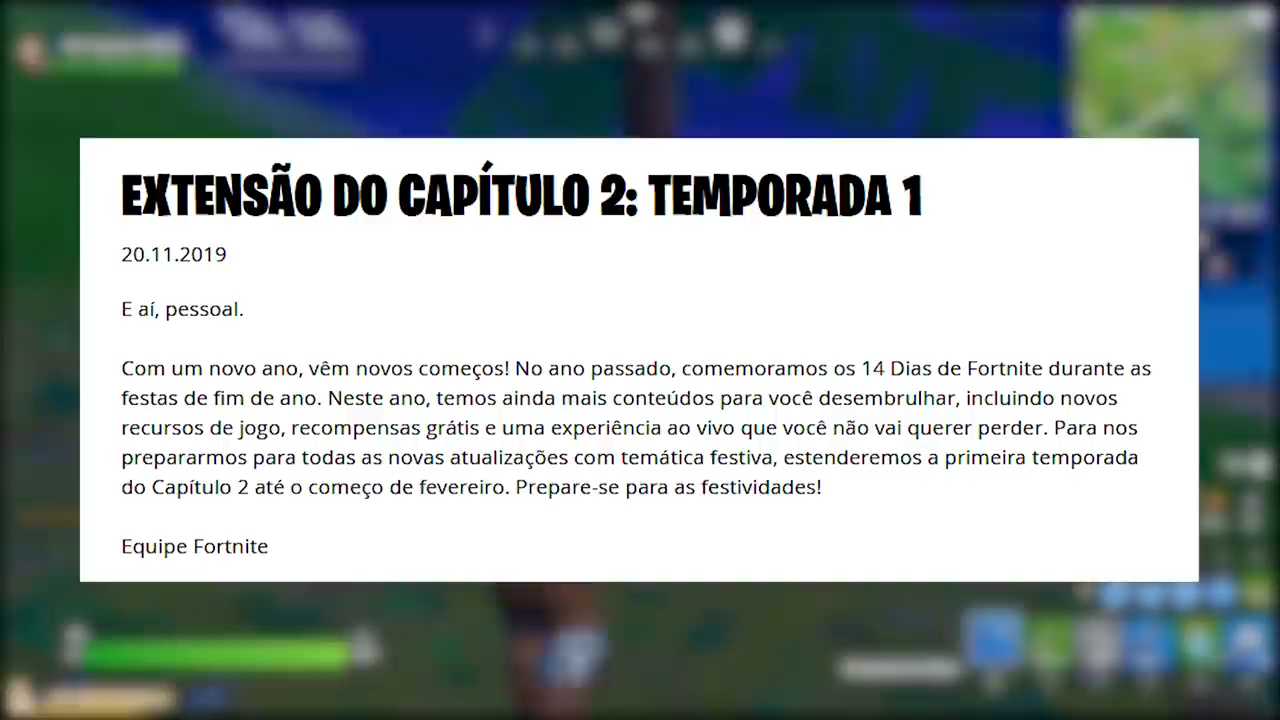 EXTENSÃO DO CAPÍTULO 2: TEMPORADA 1
20.11.2019
E aí, pessoal.
Com um novo ano, vêm novos começos! No ano passado, comemoramos os 14 Dias de Fortnite durante as
festas de fim de ano. Neste ano, temos ainda mais conteúdos para você desembrulhar, incluindo novos
recursos de jogo, recompensas grátis e uma experiência ao vivo que você não vai querer perder. Para nos
prepararmos para todas as novas atualizações com temática festiva, estenderemos a primeira temporada
do Capítulo 2 até o começo de fevereiro. Prepare-se para as festividades!
Equipe Fortnite